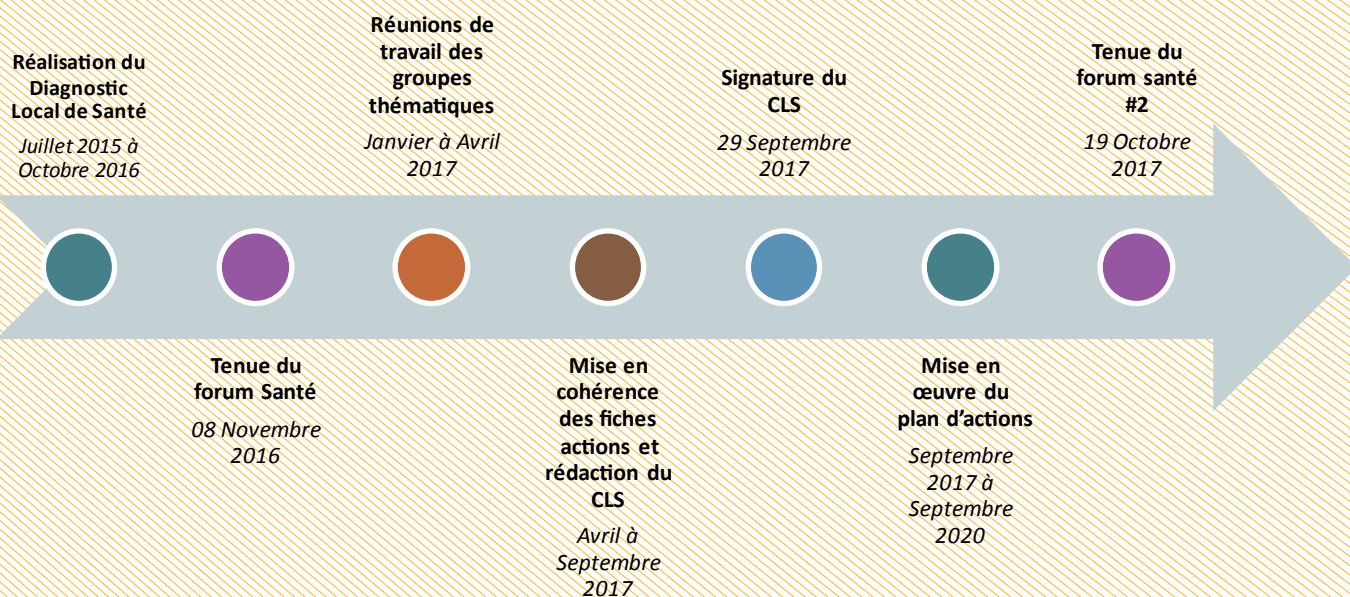 Réalisation du
Diagnostic
Local de Santé
Juillet 2015 à
Octobre 2016
Tenue du
forum Santé
08 Novembre
2016
Réunions de
travail des
groupes
thématiques
Janvier à Avril
2017
Mise en
cohérence
des fiches
actions et
rédaction du
CLS
Avril à
Septembre
2017
Signature du
CLS
29 Septembre
2017
Mise en
œuvre du
plan d’actions
Septembre
2017 à
Septembre
2020
Tenue du
forum santé
#2
19 Octobre
2017